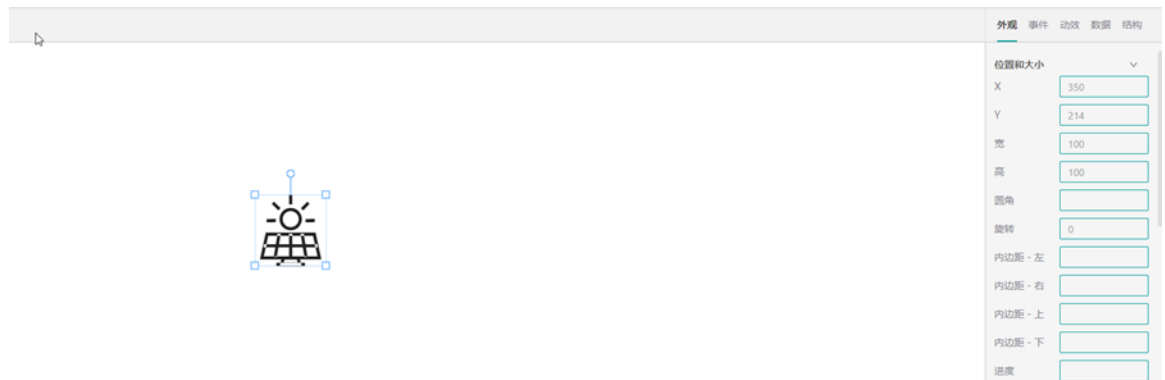 外观 事件 动效 数据 结构
位置和大小
X 350
Y 214
宽 100
高 100
圆角
旋转 0
内边距 - 左
内边距 - 右
内边距 - 上
内边距 - 下
进度